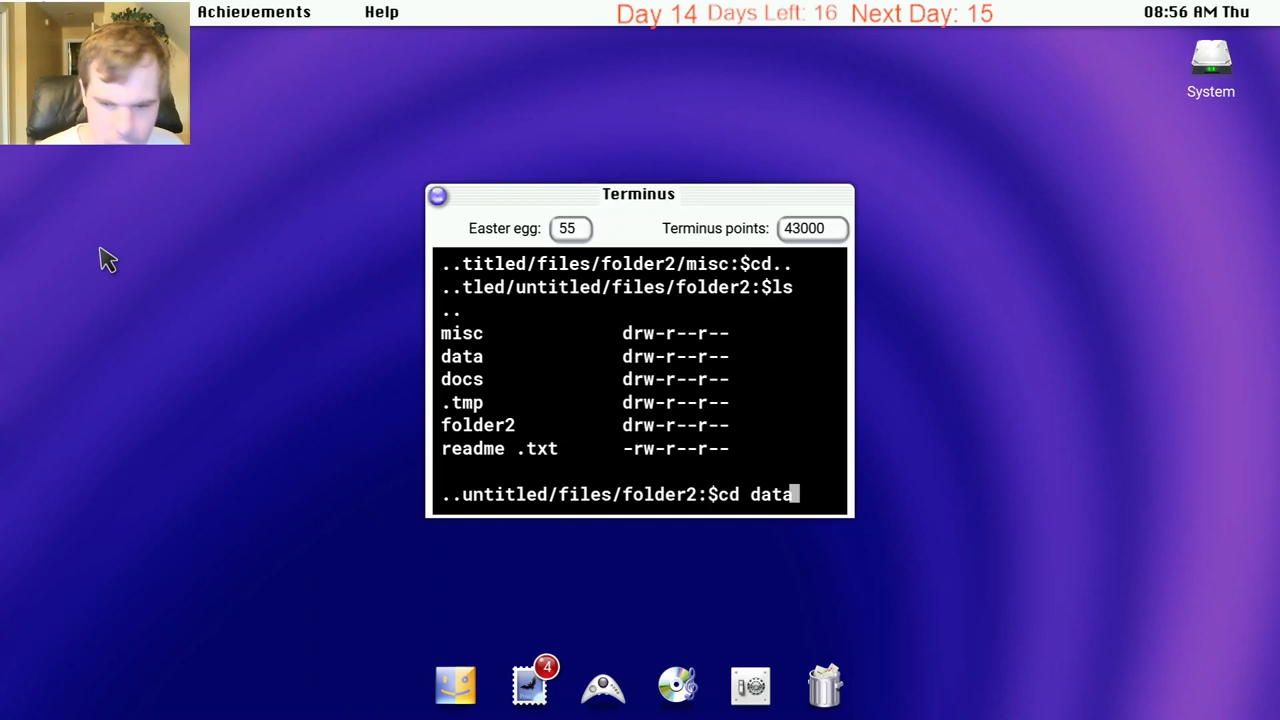 Achievements Help Day 14 Days Left: 16 Next Day: 15 08:56 AM Thu
System
Terminus
Easter egg: 55 Terminus points: 43000
..titled/files/folder2/misc:$cd..
..tled/untitled/files/folder2:$ls
..
misc drw-r--r--
data drw-r--r--
docs drw-r--r--
.tmp drw-r--r--
folder2 drw-r--r--
readme .txt -rw-r--r--
..untitled/files/folder2:$cd data
4